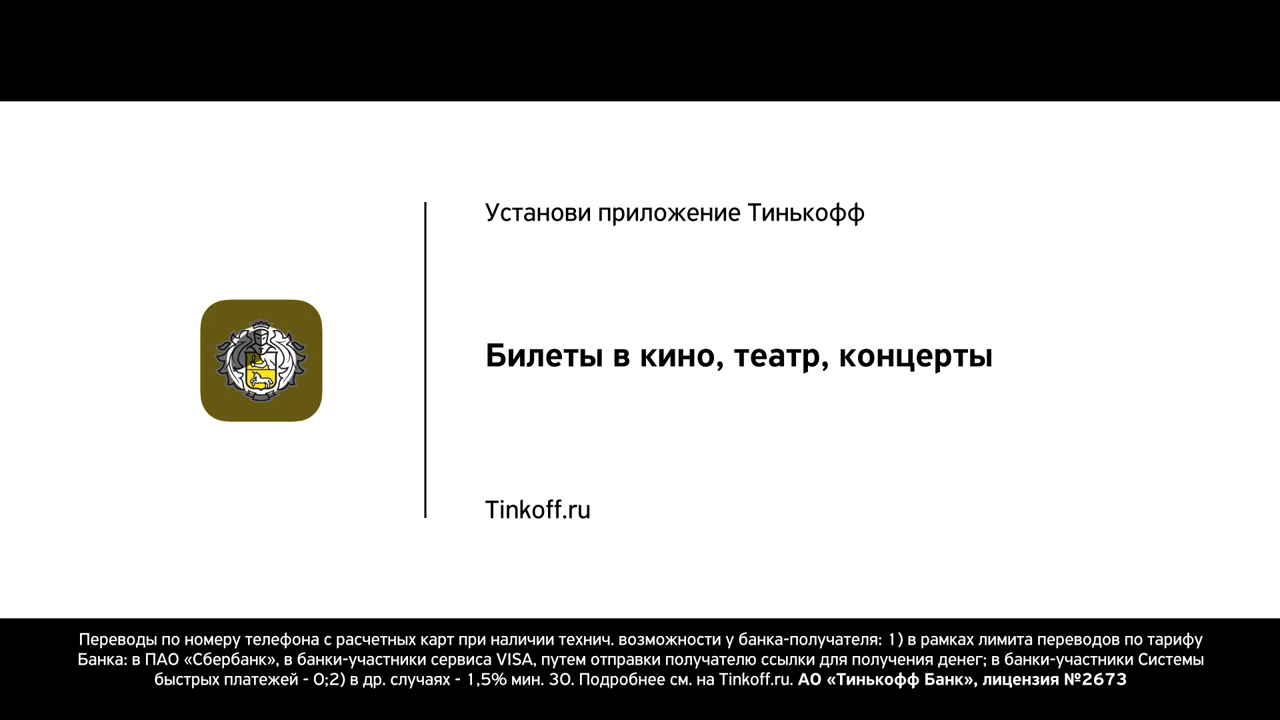 Установи приложение Тинькофф
Билеты в кино, театр, концерты
Tinkoff.ru
Переводы по номеру телефона с расчетных карт при наличии технич. возможности у банка-получателя: 1) в рамках лимита переводов по тарифу
Банка: в ПАО «Сбербанк», в банки-участники сервиса VISA, путем отправки получателю ссылки для получения денег; в банки-участники Системы
быстрых платежей - 0;2) в др. случаях - 1,5% мин. 30. Подробнее см. на Tinkoff.ru. АО «Тинькофф Банк», лицензия №2673